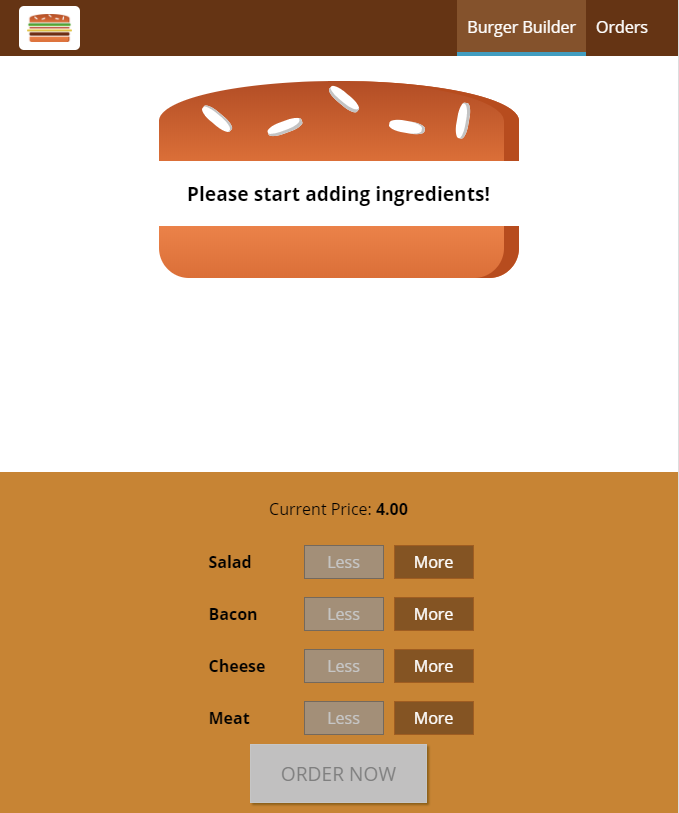 Burger Builder Orders
Please start adding ingredients!
Current Price: 4.00
Salad Less More
Bacon Less More
Cheese Less More
Meat Less More
ORDER NOW